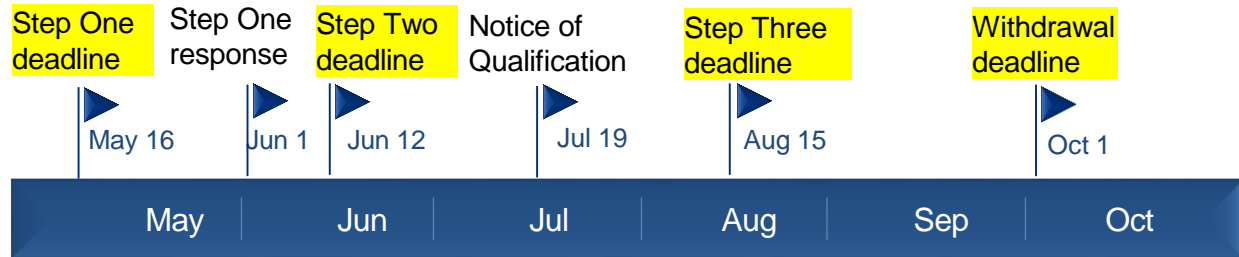 Step One
deadline
Step One
response
Step Two
deadline
Notice of
Qualification
Step Three
deadline
Withdrawal
deadline
May 16
Jun 1
Jun 12
Jul 19
Aug 15
Oct 1
May
Jun
Jul
Aug
Sep
Oct